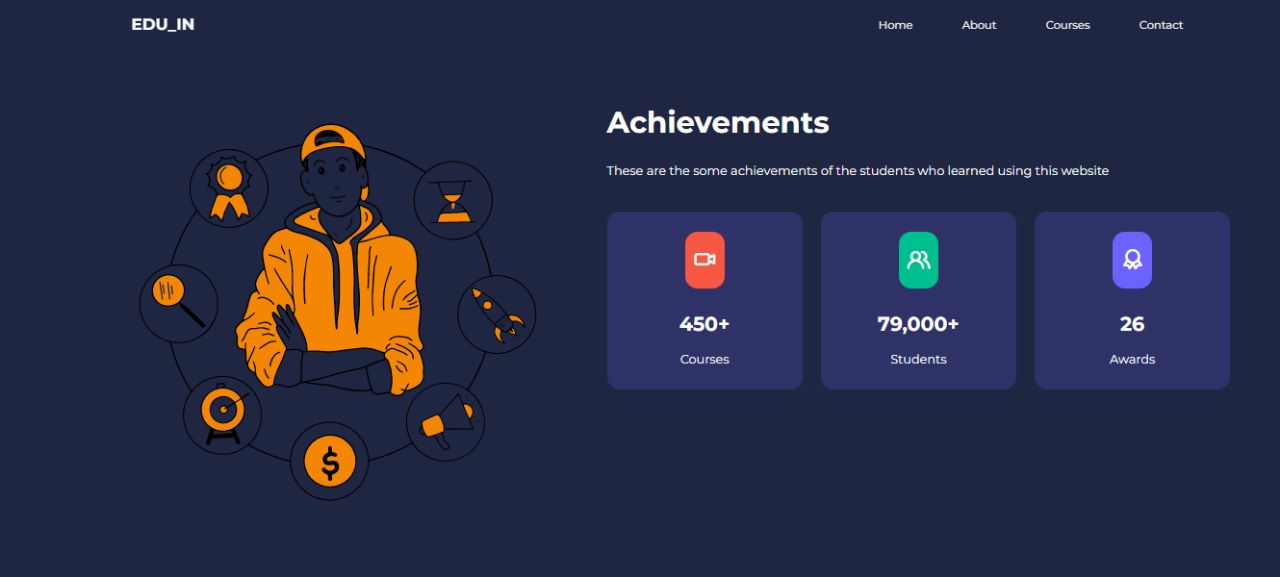 EDU_IN
Home
About
Courses
Contact
Achievements
These are the some achievements of the students who learned using this website
450+
Courses
79,000+
Students
26
Awards
$